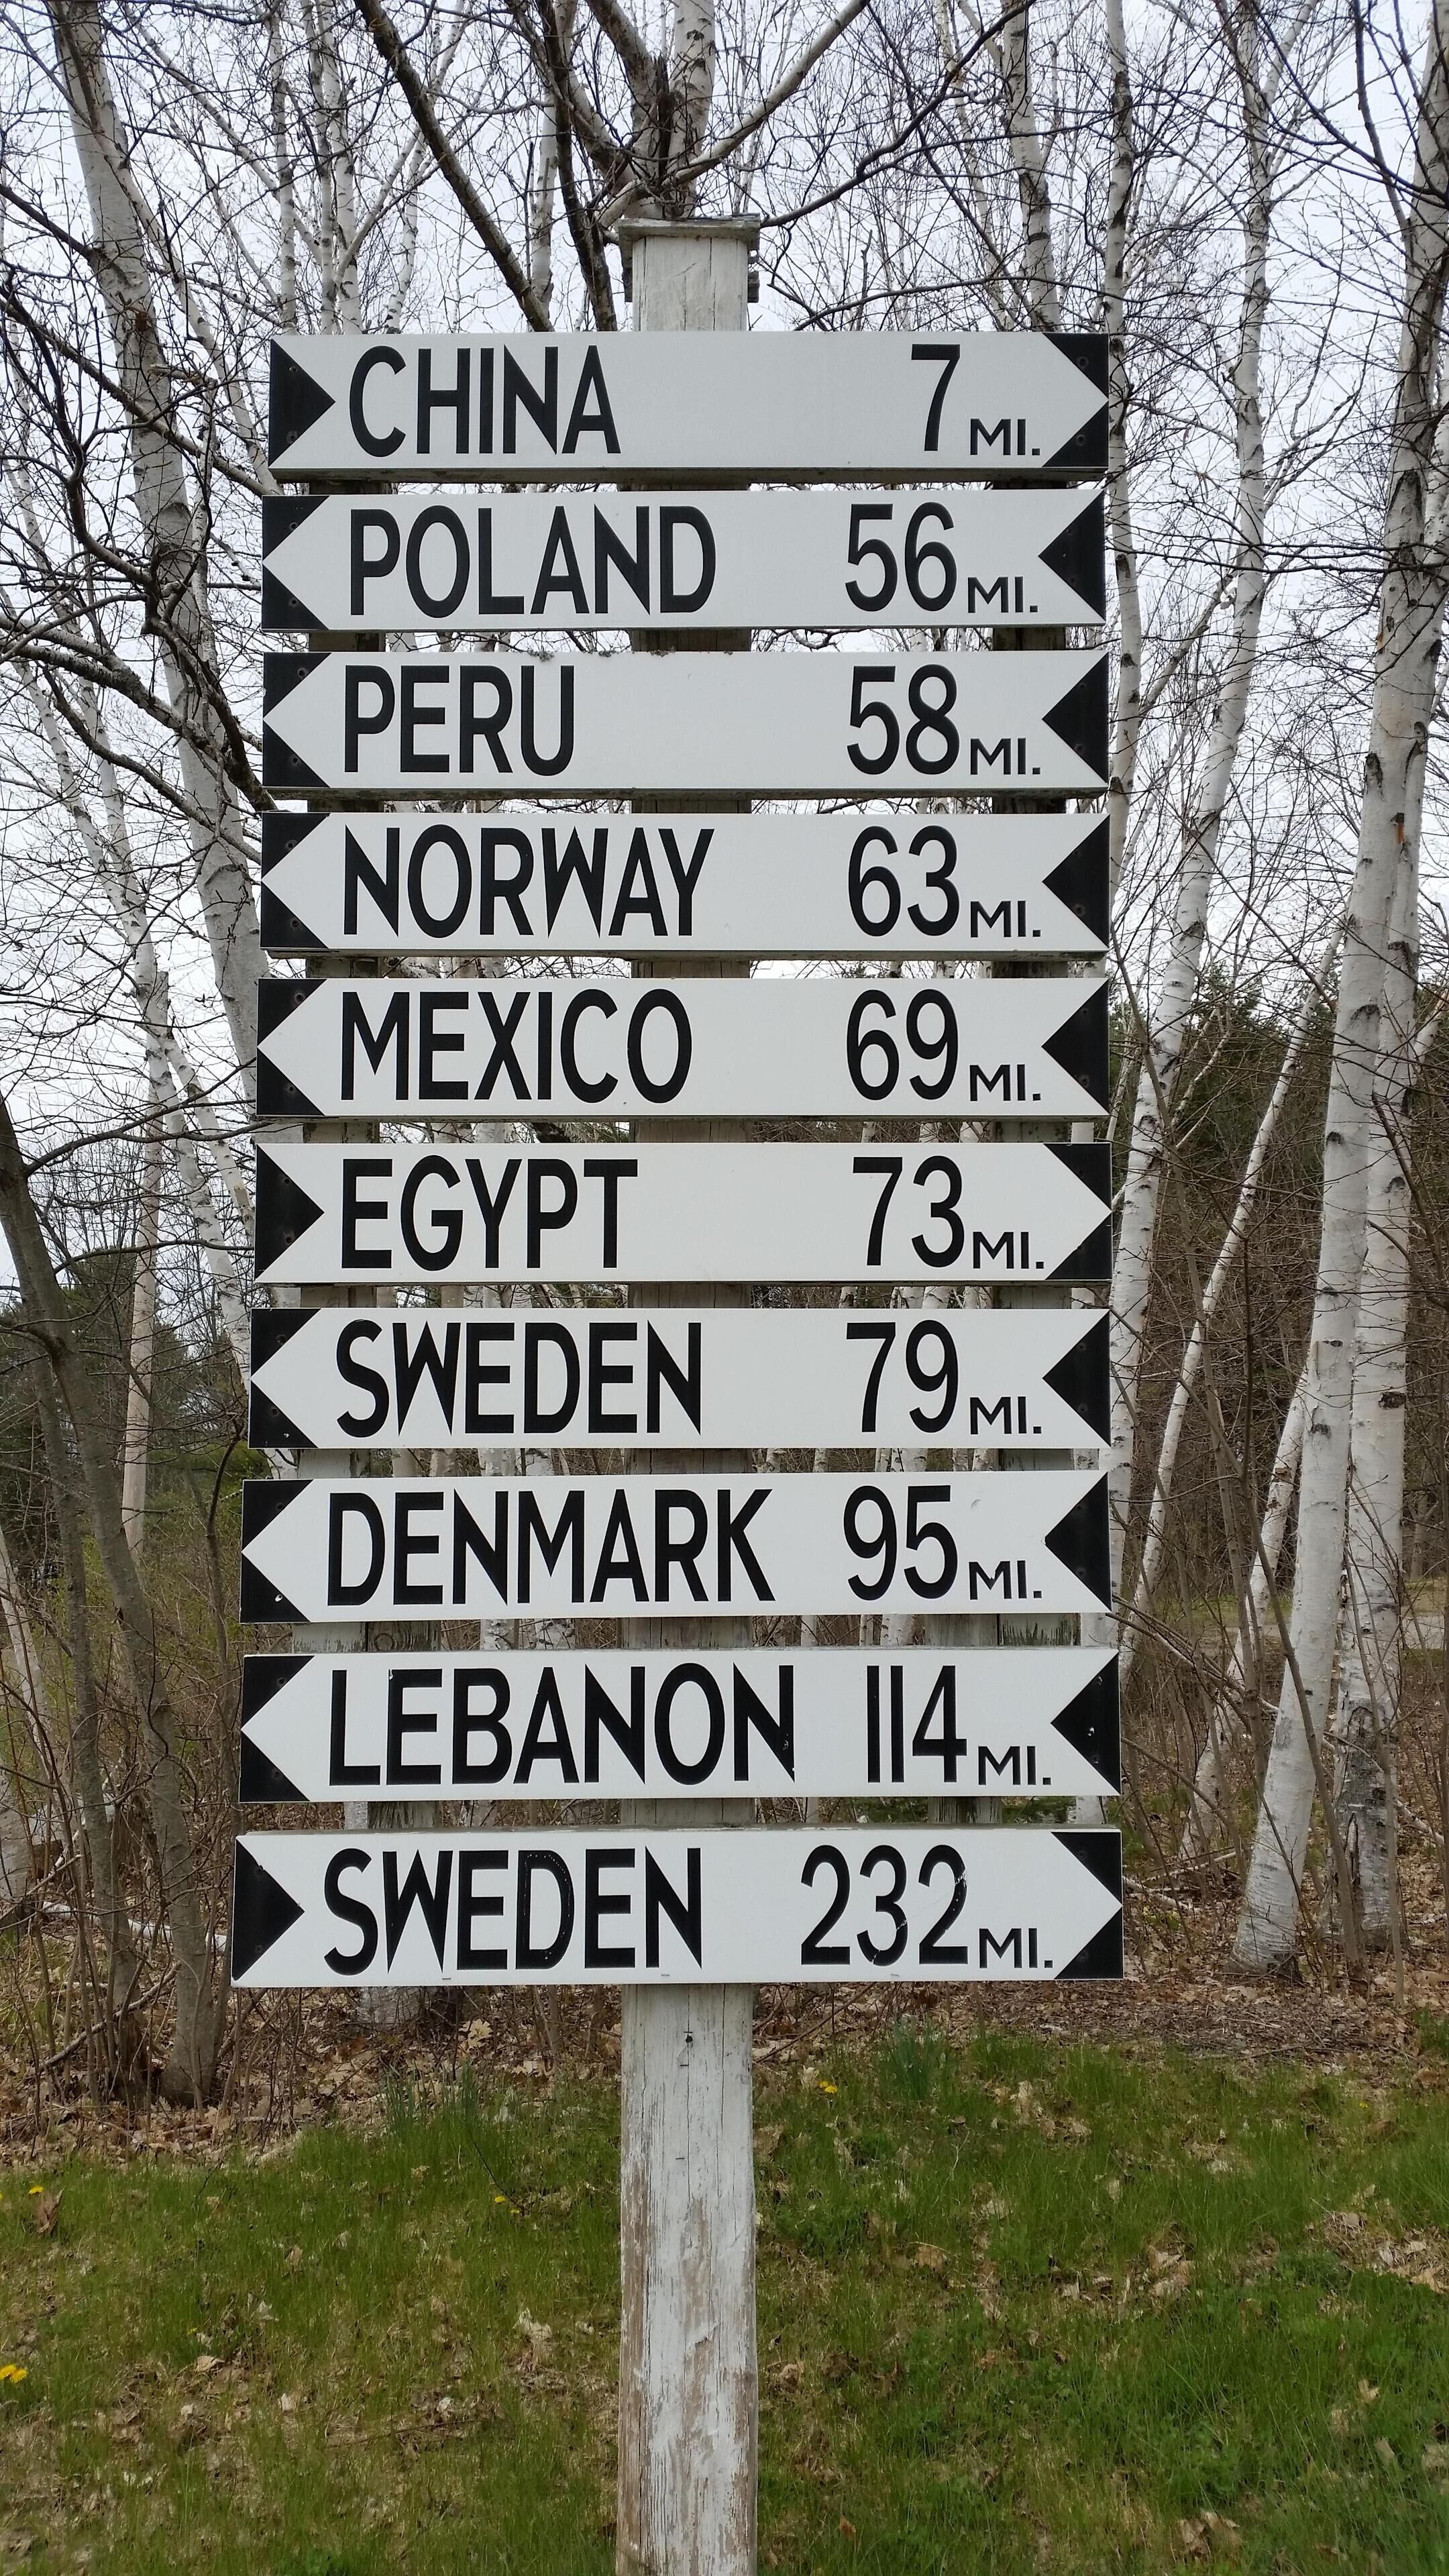 CHINA 7 MI.
POLAND 56 MI.
PERU 58 MI.
NORWAY 63 MI.
MEXICO 69 MI.
EGYPT 73 MI.
SWEDEN 79 MI.
DENMARK 95 MI.
LEBANON 114 MI.
SWEDEN 232 MI.